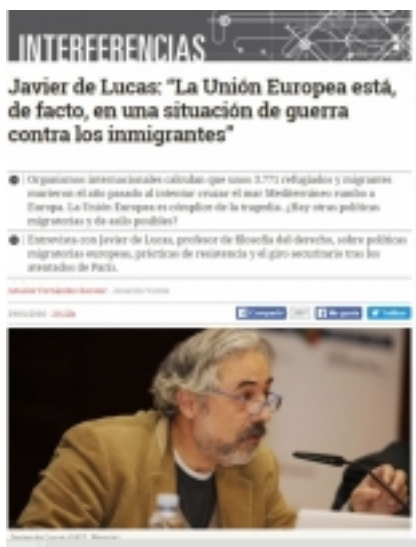 INTERFERENCIAS
Javier de Lucas: “La Unión Europea está,
de facto, en una situación de guerra
contra los inmigrantes”
Organismos internacionales calculan que unos 3.771 refugiados y migrantes
murieron el año pasado al intentar cruzar el mar Mediterráneo rumbo a
Europa. La Unión Europea es cómplice de la tragedia. ¿Hay otras políticas
migratorias y de asilo posibles?
Entrevista con Javier de Lucas, profesor de filosofía del derecho, sobre políticas
migratorias europeas, prácticas de resistencia y el giro securitario tras los
atentados de París.
Compartir Me gusta Twittear
Javier de Lucas